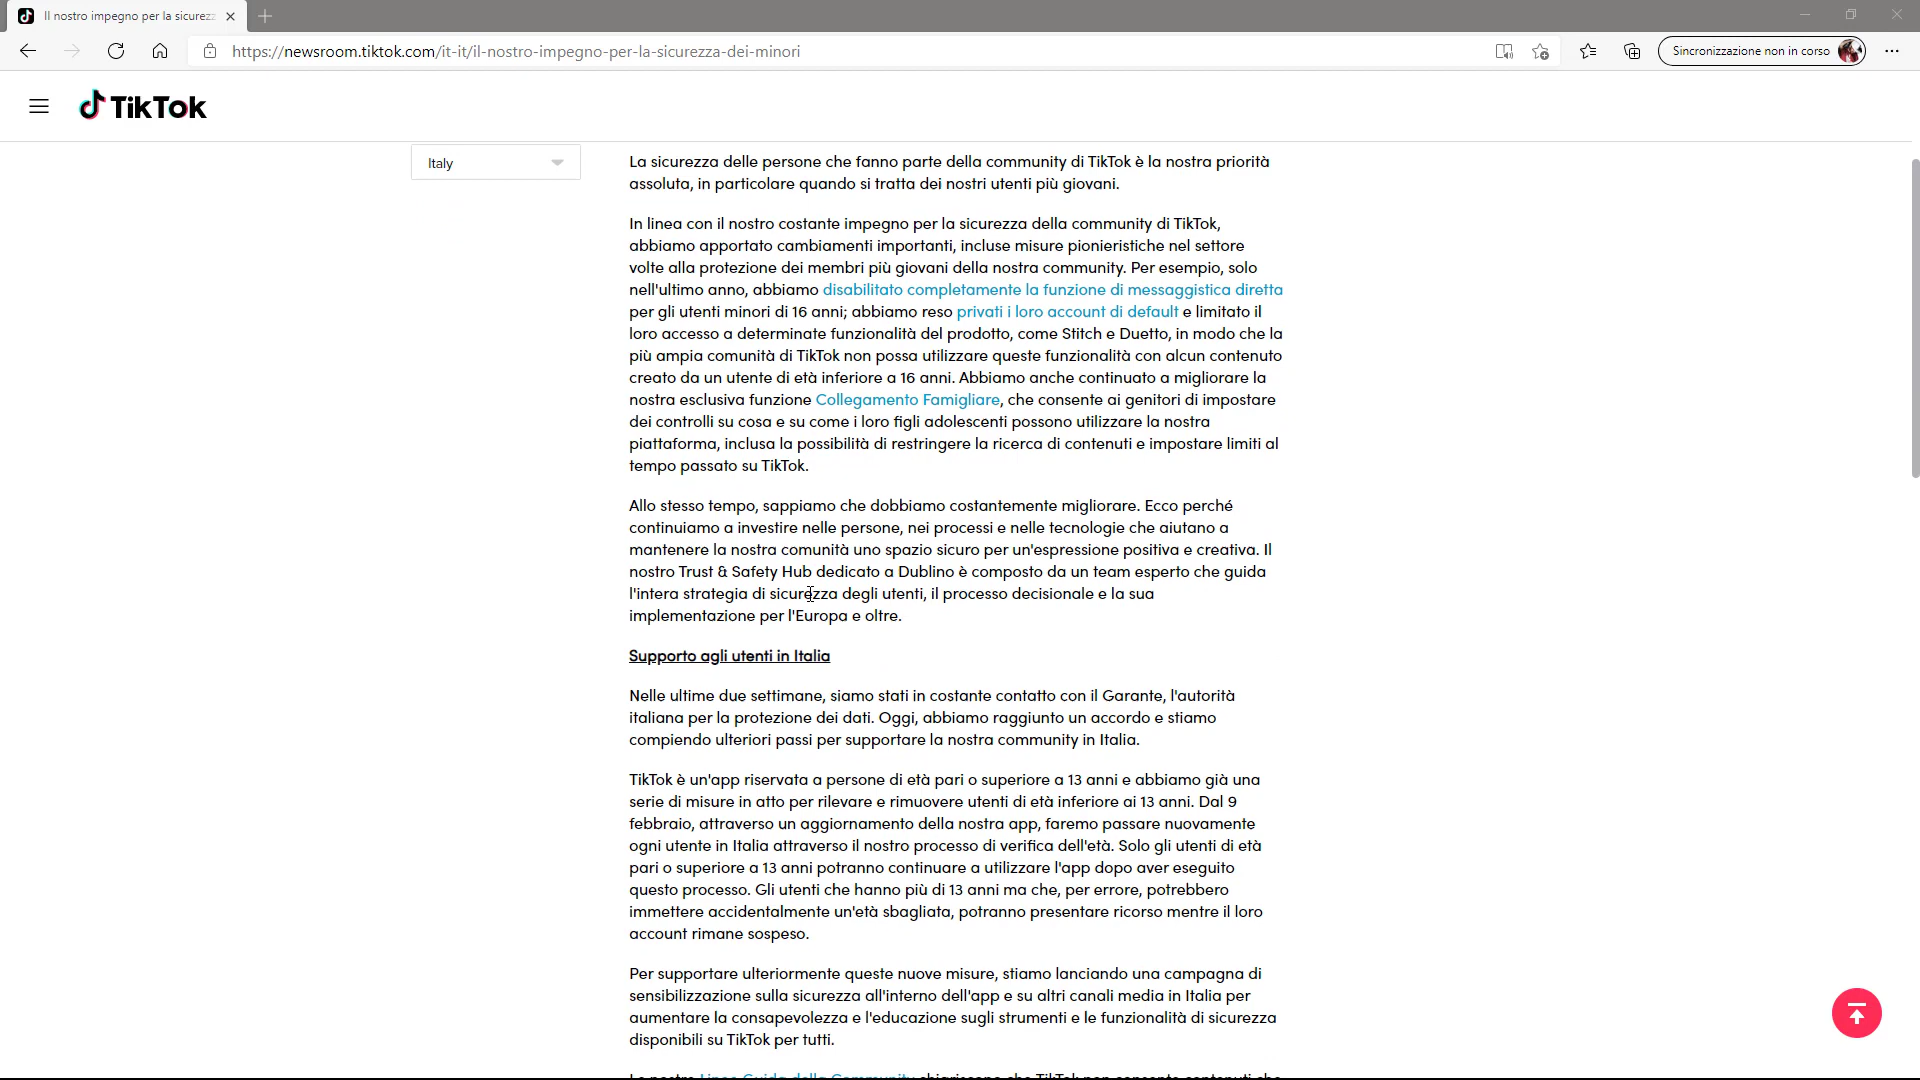 Il nostro impegno per la sicurezz
https://newsroom.tiktok.com/it-it/il-nostro-impegno-per-la-sicurezza-dei-minori
Sincronizzazione non in corso
TikTok
Italy
La sicurezza delle persone che fanno parte della community di TikTok è la nostra priorità
assoluta, in particolare quando si tratta dei nostri utenti più giovani.
In linea con il nostro costante impegno per la sicurezza della community di TikTok,
abbiamo apportato cambiamenti importanti, incluse misure pionieristiche nel settore
volte alla protezione dei membri più giovani della nostra community. Per esempio, solo
nell'ultimo anno, abbiamo disabilitato completamente la funzione di messaggistica diretta
per gli utenti minori di 16 anni; abbiamo reso privati i loro account di default e limitato il
loro accesso a determinate funzionalità del prodotto, come Stitch e Duetto, in modo che la
più ampia comunità di TikTok non possa utilizzare queste funzionalità con alcun contenuto
creato da un utente di età inferiore a 16 anni. Abbiamo anche continuato a migliorare la
nostra esclusiva funzione Collegamento Famigliare, che consente ai genitori di impostare
dei controlli su cosa e su come i loro figli adolescenti possono utilizzare la nostra
piattaforma, inclusa la possibilità di restringere la ricerca di contenuti e impostare limiti al
tempo passato su TikTok.
Allo stesso tempo, sappiamo che dobbiamo costantemente migliorare. Ecco perché
continuiamo a investire nelle persone, nei processi e nelle tecnologie che aiutano a
mantenere la nostra comunità uno spazio sicuro per un'espressione positiva e creativa. Il
nostro Trust & Safety Hub dedicato a Dublino è composto da un team esperto che guida
l'intera strategia di sicurezza degli utenti, il processo decisionale e la sua
implementazione per l'Europa e oltre.
Supporto agli utenti in Italia
Nelle ultime due settimane, siamo stati in costante contatto con il Garante, l'autorità
italiana per la protezione dei dati. Oggi, abbiamo raggiunto un accordo e stiamo
compiendo ulteriori passi per supportare la nostra community in Italia.
TikTok è un'app riservata a persone di età pari o superiore a 13 anni e abbiamo già una
serie di misure in atto per rilevare e rimuovere utenti di età inferiore ai 13 anni. Dal 9
febbraio, attraverso un aggiornamento della nostra app, faremo passare nuovamente
ogni utente in Italia attraverso il nostro processo di verifica dell'età. Solo gli utenti di età
pari o superiore a 13 anni potranno continuare a utilizzare l'app dopo aver eseguito
questo processo. Gli utenti che hanno più di 13 anni ma che, per errore, potrebbero
immettere accidentalmente un'età sbagliata, potranno presentare ricorso mentre il loro
account rimane sospeso.
Per supportare ulteriormente queste nuove misure, stiamo lanciando una campagna di
sensibilizzazione sulla sicurezza all'interno dell'app e su altri canali media in Italia per
aumentare la consapevolezza e l'educazione sugli strumenti e le funzionalità di sicurezza
disponibili su TikTok per tutti.
Le nostre Linee Guida della Community chiariscono che TikTok non consente contenuti che